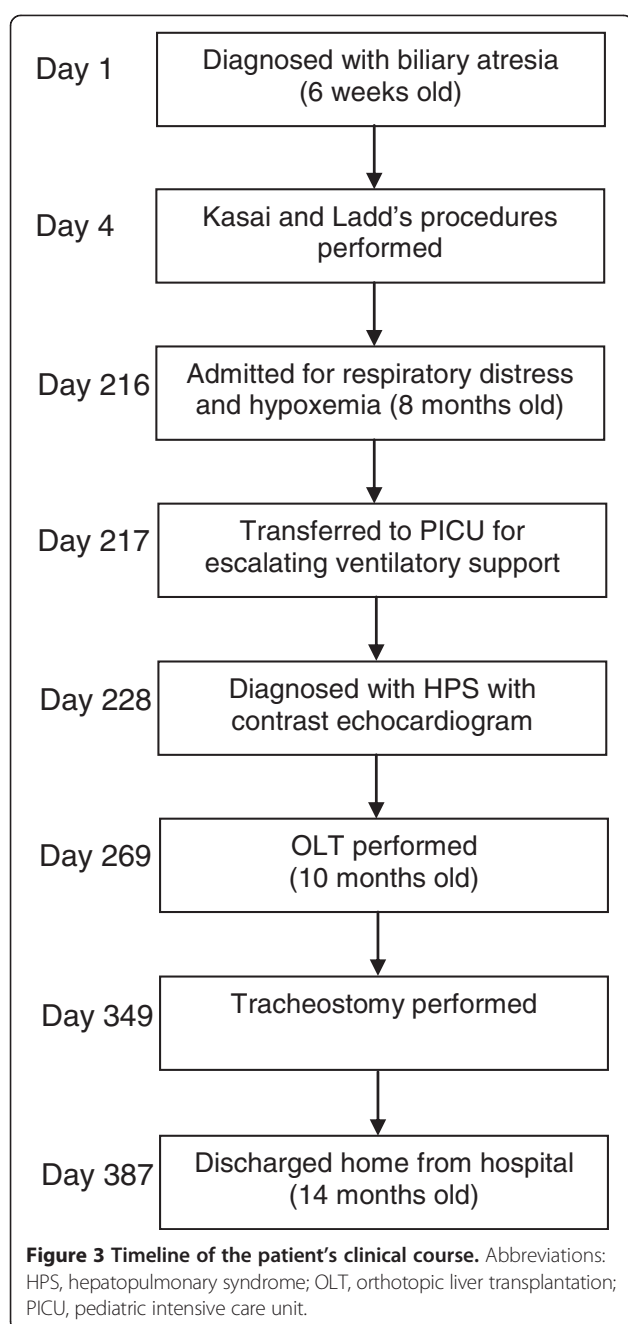 Day 1
Diagnosed with biliary atresia
(6 weeks old)
Day 4
Kasai and Ladd's procedures
performed
Day 216
Admitted for respiratory distress
and hypoxemia (8 months old)
Day 217
Transferred to PICU for
escalating ventilatory support
Day 228
Diagnosed with HPS with
contrast echocardiogram
Day 269
OLT performed
(10 months old)
Day 349
Tracheostomy performed
Day 387
Discharged home from hospital
(14 months old)
Figure 3 Timeline of the patient's clinical course. Abbreviations:
HPS, hepatopulmonary syndrome; OLT, orthotopic liver transplantation;
PICU, pediatric intensive care unit.